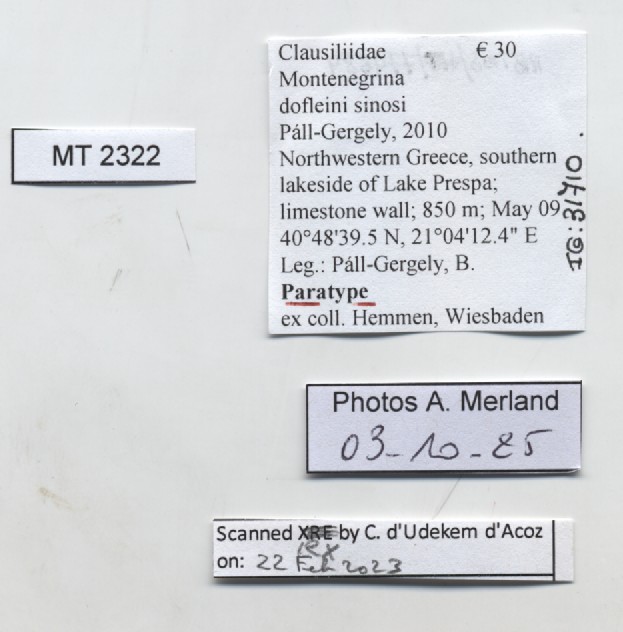 Clausiliidae € 30
Montenegrina
dofleini sinosi
Páll-Gergely, 2010
MT 2322
Northwestern Greece, southern
lakeside of Lake Prespa;
limestone wall; 850 m; May 09
40°48'39.5 N, 21°04'12.4" E
Leg.: Páll-Gergely, B.
Paratype
ex coll. Hemmen, Wiesbaden
IG: 31710.
Photos A. Merland
03-10-25
Scanned XRE by C. d'Udekem d'Acoz
on: 22 Feb 2023